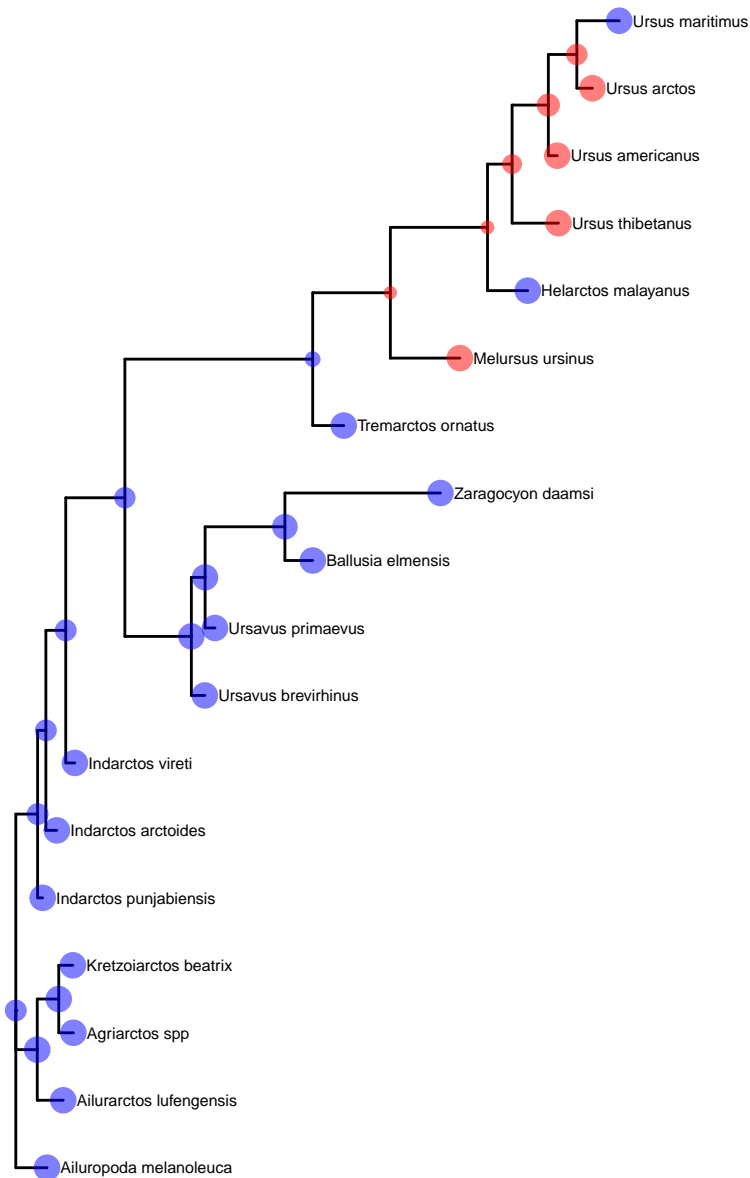 Ursus maritimus
Ursus arctos
Ursus americanus
Ursus thibetanus
Helarctos malayanus
Melursus ursinus
Tremarctos ornatus
Zaragocyon daamsi
Ballusia elmensis
Ursavus primaevus
Ursavus brevirhinus
Indarctos vireti
Indarctos arctoides
Indarctos punjabiensis
Kretzoiarctos beatrix
Agriarctos spp
Ailurarctos lufengensis
Ailuropoda melanoleuca